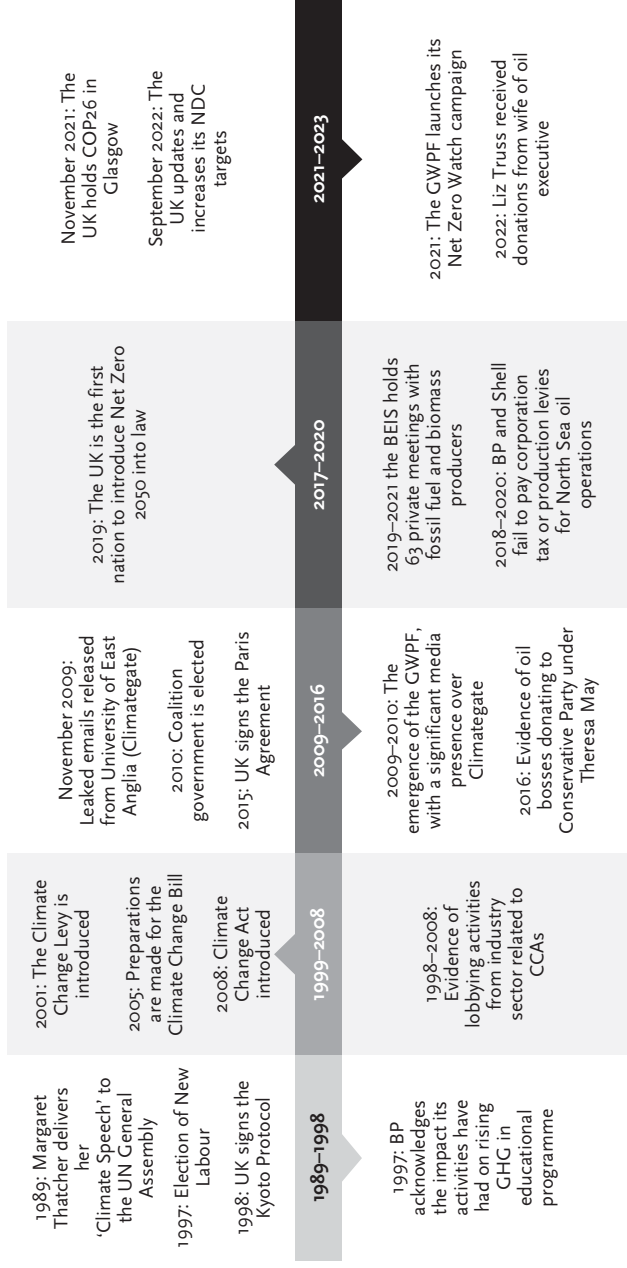 1989: Margaret
Thatcher delivers
her
‘Climate Speech’ to
the UN General
Assembly
1997: Election of New
Labour
1998: UK signs the
Kyoto Protocol
2001: The Climate
Change Levy is
introduced
2005: Preparations
are made for the
Climate Change Bill
2008: Climate
Change Act
introduced
November 2009:
Leaked emails released
from University of East
Anglia (Climategate)
2010: Coalition
government is elected
2015: UK signs the Paris
Agreement
2019: The UK is the first
nation to introduce Net Zero
2050 into law
November 2021: The
UK holds COP26 in
Glasgow
September 2022: The
UK updates and
increases its NDC
targets
1989–1998
1999–2008
2009–2016
2017–2020
2021–2023
1997: BP
acknowledges
the impact its
activities have
had on rising
GHG in
educational
programme
1998–2008:
Evidence of
lobbying activities
from industry
sector related to
CCAs
2009–2010: The
emergence of the GWPF,
with a significant media
presence over
Climategate
2016: Evidence of oil
bosses donating to
Conservative Party under
Theresa May
2019–2021 the BEIS holds
63 private meetings with
fossil fuel and biomass
producers
2018–2020: BP and Shell
fail to pay corporation
tax or production levies
for North Sea oil
operations
2021: The GWPF launches its
Net Zero Watch campaign
2022: Liz Truss received
donations from wife of oil
executive